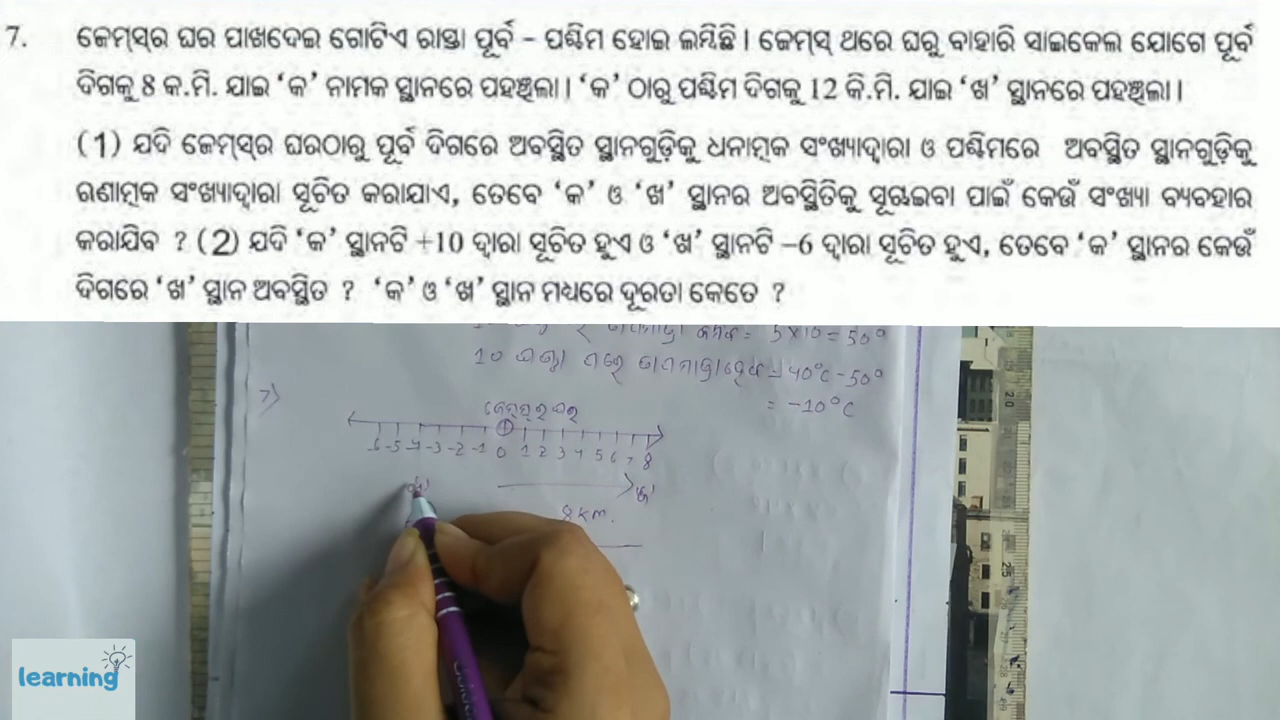 7. ଜେମ୍‌ସ୍‌ର ଘର ପାଖଦେଇ ଗୋଟିଏ ରାସ୍ତା ପୂର୍ବ – ପଶ୍ଚିମ ହୋଇ ଲମ୍ବିଛି । ଜେମ୍‌ସ୍ ଥରେ ଘରୁ ବାହାରି ସାଇକେଲ ଯୋଗେ ପୂର୍ବ
ଦିଗକୁ 8 କ.ମି. ଯାଇ ‘କ’ ନାମକ ସ୍ଥାନରେ ପହଞ୍ଚିଲା । ‘କ’ ଠାରୁ ପଶ୍ଚିମ ଦିଗକୁ 12 କି.ମି. ଯାଇ ‘ଖ’ ସ୍ଥାନରେ ପହଞ୍ଚିଲା ।
(1) ଯଦି ଜେମ୍‌ସ୍‌ର ଘରଠାରୁ ପୂର୍ବ ଦିଗରେ ଅବସ୍ଥିତ ସ୍ଥାନଗୁଡ଼ିକୁ ଧନାତ୍ମକ ସଂଖ୍ୟାଦ୍ୱାରା ଓ ପଶ୍ଚିମରେ ଅବସ୍ଥିତ ସ୍ଥାନଗୁଡ଼ିକୁ
ଋଣାତ୍ମକ ସଂଖ୍ୟାଦ୍ୱାରା ସୂଚିତ କରାଯାଏ, ତେବେ ‘କ’ ଓ ‘ଖ’ ସ୍ଥାନର ଅବସ୍ଥିତିକୁ ସୂଚ଼ାଇବା ପାଇଁ କେଉଁ ସଂଖ୍ୟା ବ୍ୟବହାର
କରାଯିବ ? (2) ଯଦି ‘କ’ ସ୍ଥାନଟି +10 ଦ୍ୱାରା ସୂଚିତ ହୁଏ ଓ ‘ଖ’ ସ୍ଥାନଟି –6 ଦ୍ୱାରା ସୂଚିତ ହୁଏ, ତେବେ ‘କ’ ସ୍ଥାନର କେଉଁ
ଦିଗରେ ‘ଖ’ ସ୍ଥାନ ଅବସ୍ଥିତ ? ‘କ’ ଓ ‘ଖ’ ସ୍ଥାନ ମଧ୍ୟରେ ଦୂରତା କେତେ ?
= 5×10 = 50°
10 = 40°C - 50°
= -10°C
7)
ଜେମ୍‌ସ୍‌ର ଘର
-6 -5 -4 -3 -2 -1 0 1 2 3 4 5 6 7 8
'ଖ' 'କ'
8 km.
learning